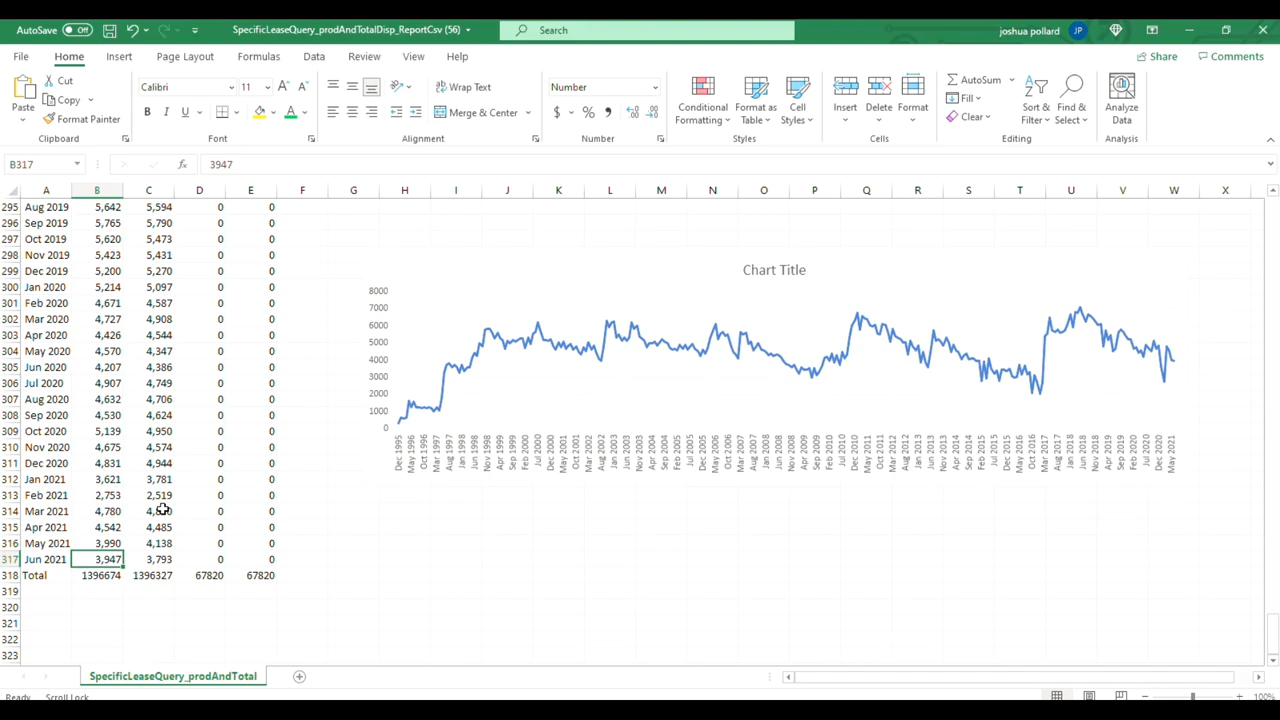 AutoSave Off SpecificLeaseQuery_prodAndTotalDisp_ReportCsv (56) Search joshua pollard JP
File Home Insert Page Layout Formulas Data Review View Help Share Comments
Cut
Copy
Format Painter
Paste
Clipboard
Calibri 11
B I U
Font
Wrap Text
Merge & Center
Alignment
Number
$ %
Number
Conditional Formatting
Format as Table
Cell Styles
Styles
Insert Delete Format
Cells
AutoSum
Fill
Clear
Sort & Filter
Find & Select
Editing
Analyze Data
Analysis
B317 fx 3947
A B C D E F G H I J K L M N O P Q R S T U V W X
295 Aug 2019 5,642 5,594 0 0
296 Sep 2019 5,765 5,790 0 0
297 Oct 2019 5,620 5,473 0 0
298 Nov 2019 5,423 5,431 0 0
299 Dec 2019 5,200 5,270 0 0
300 Jan 2020 5,214 5,097 0 0
301 Feb 2020 4,671 4,587 0 0
302 Mar 2020 4,727 4,908 0 0
303 Apr 2020 4,426 4,544 0 0
304 May 2020 4,570 4,347 0 0
305 Jun 2020 4,207 4,386 0 0
306 Jul 2020 4,907 4,749 0 0
307 Aug 2020 4,632 4,706 0 0
308 Sep 2020 4,530 4,624 0 0
309 Oct 2020 5,139 4,950 0 0
310 Nov 2020 4,675 4,574 0 0
311 Dec 2020 4,831 4,944 0 0
312 Jan 2021 3,621 3,781 0 0
313 Feb 2021 2,753 2,519 0 0
314 Mar 2021 4,780 0 0
315 Apr 2021 4,542 4,485 0 0
316 May 2021 3,990 4,138 0 0
317 Jun 2021 3,947 3,793 0 0
318 Total 1396674 1396327 67820 67820
319
320
321
322
323
Chart Title
8000
7000
6000
5000
4000
3000
2000
1000
0
Dec 1995
May 1996
Oct 1996
Mar 1997
Aug 1997
Jan 1998
Jun 1998
Nov 1998
Apr 1999
Sep 1999
Feb 2000
Jul 2000
Dec 2000
May 2001
Oct 2001
Mar 2002
Aug 2002
Jan 2003
Jun 2003
Nov 2003
Apr 2004
Sep 2004
Feb 2005
Jul 2005
Dec 2005
May 2006
Oct 2006
Mar 2007
Aug 2007
Jan 2008
Jun 2008
Nov 2008
Apr 2009
Sep 2009
Feb 2010
Jul 2010
Dec 2010
May 2011
Oct 2011
Mar 2012
Aug 2012
Jan 2013
Jun 2013
Nov 2013
Apr 2014
Sep 2014
Feb 2015
Jul 2015
Dec 2015
May 2016
Oct 2016
Mar 2017
Aug 2017
Jan 2018
Jun 2018
Nov 2018
Apr 2019
Sep 2019
Feb 2020
Jul 2020
Dec 2020
May 2021
SpecificLeaseQuery_prodAndTotal
Ready Scroll Lock 100%